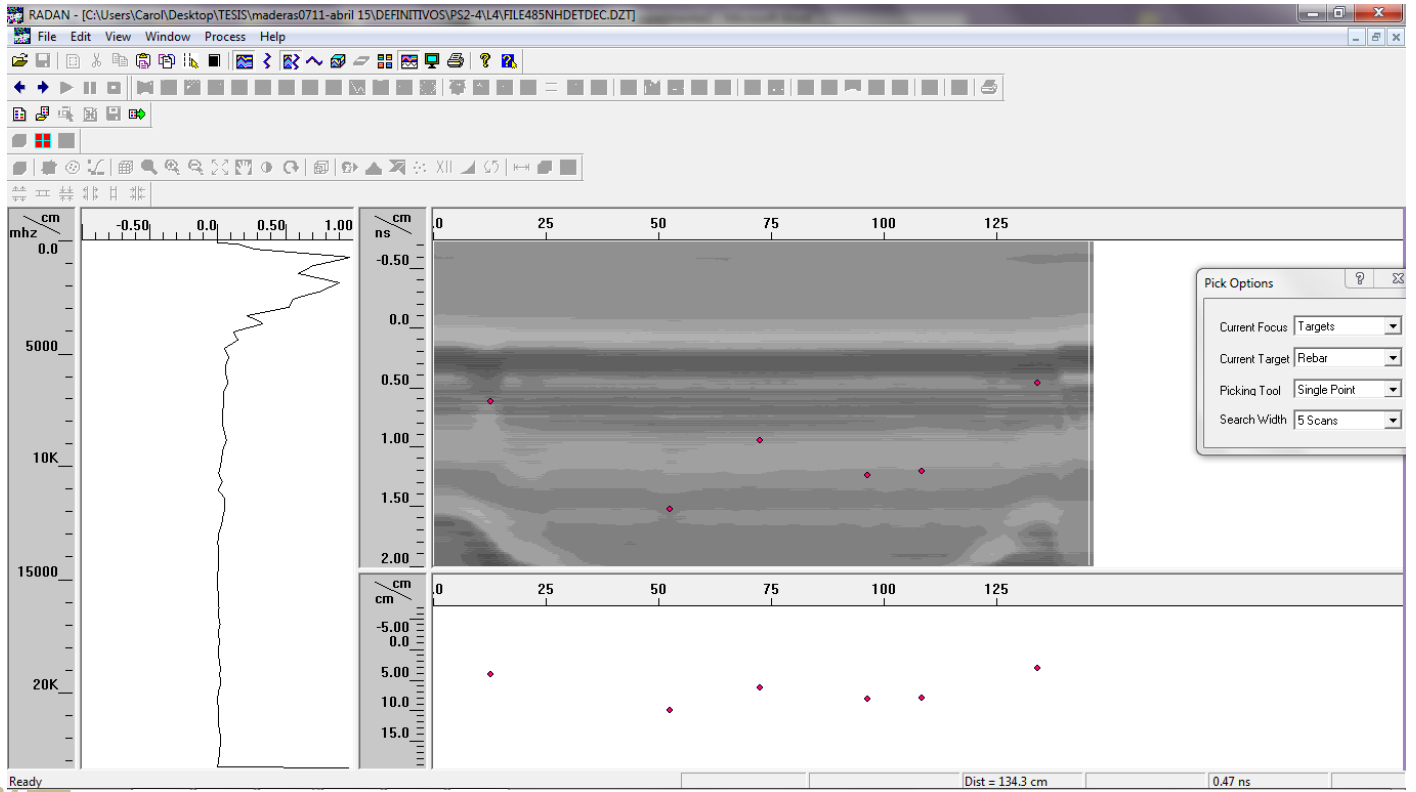 RADAN - [C:\Users\Carol\Desktop\TESIS\maderas0711-abril 15\DEFINITIVOS\PS2-4\L4\FILE485NHDETDEC.DZT]
File Edit View Window Process Help
XII
cm
mhz
-0.50 0.0 0.50 1.00
cm
ns
.0 25 50 75 100 125
0.0
5000
10K
15000
20K
-0.50
0.0
0.50
1.00
1.50
2.00
cm
cm
.0 25 50 75 100 125
-5.00
0.0
5.00
10.0
15.0
Pick Options
Current Focus Targets
Current Target Rebar
Picking Tool Single Point
Search Width 5 Scans
Ready Dist = 134.3 cm 0.47 ns